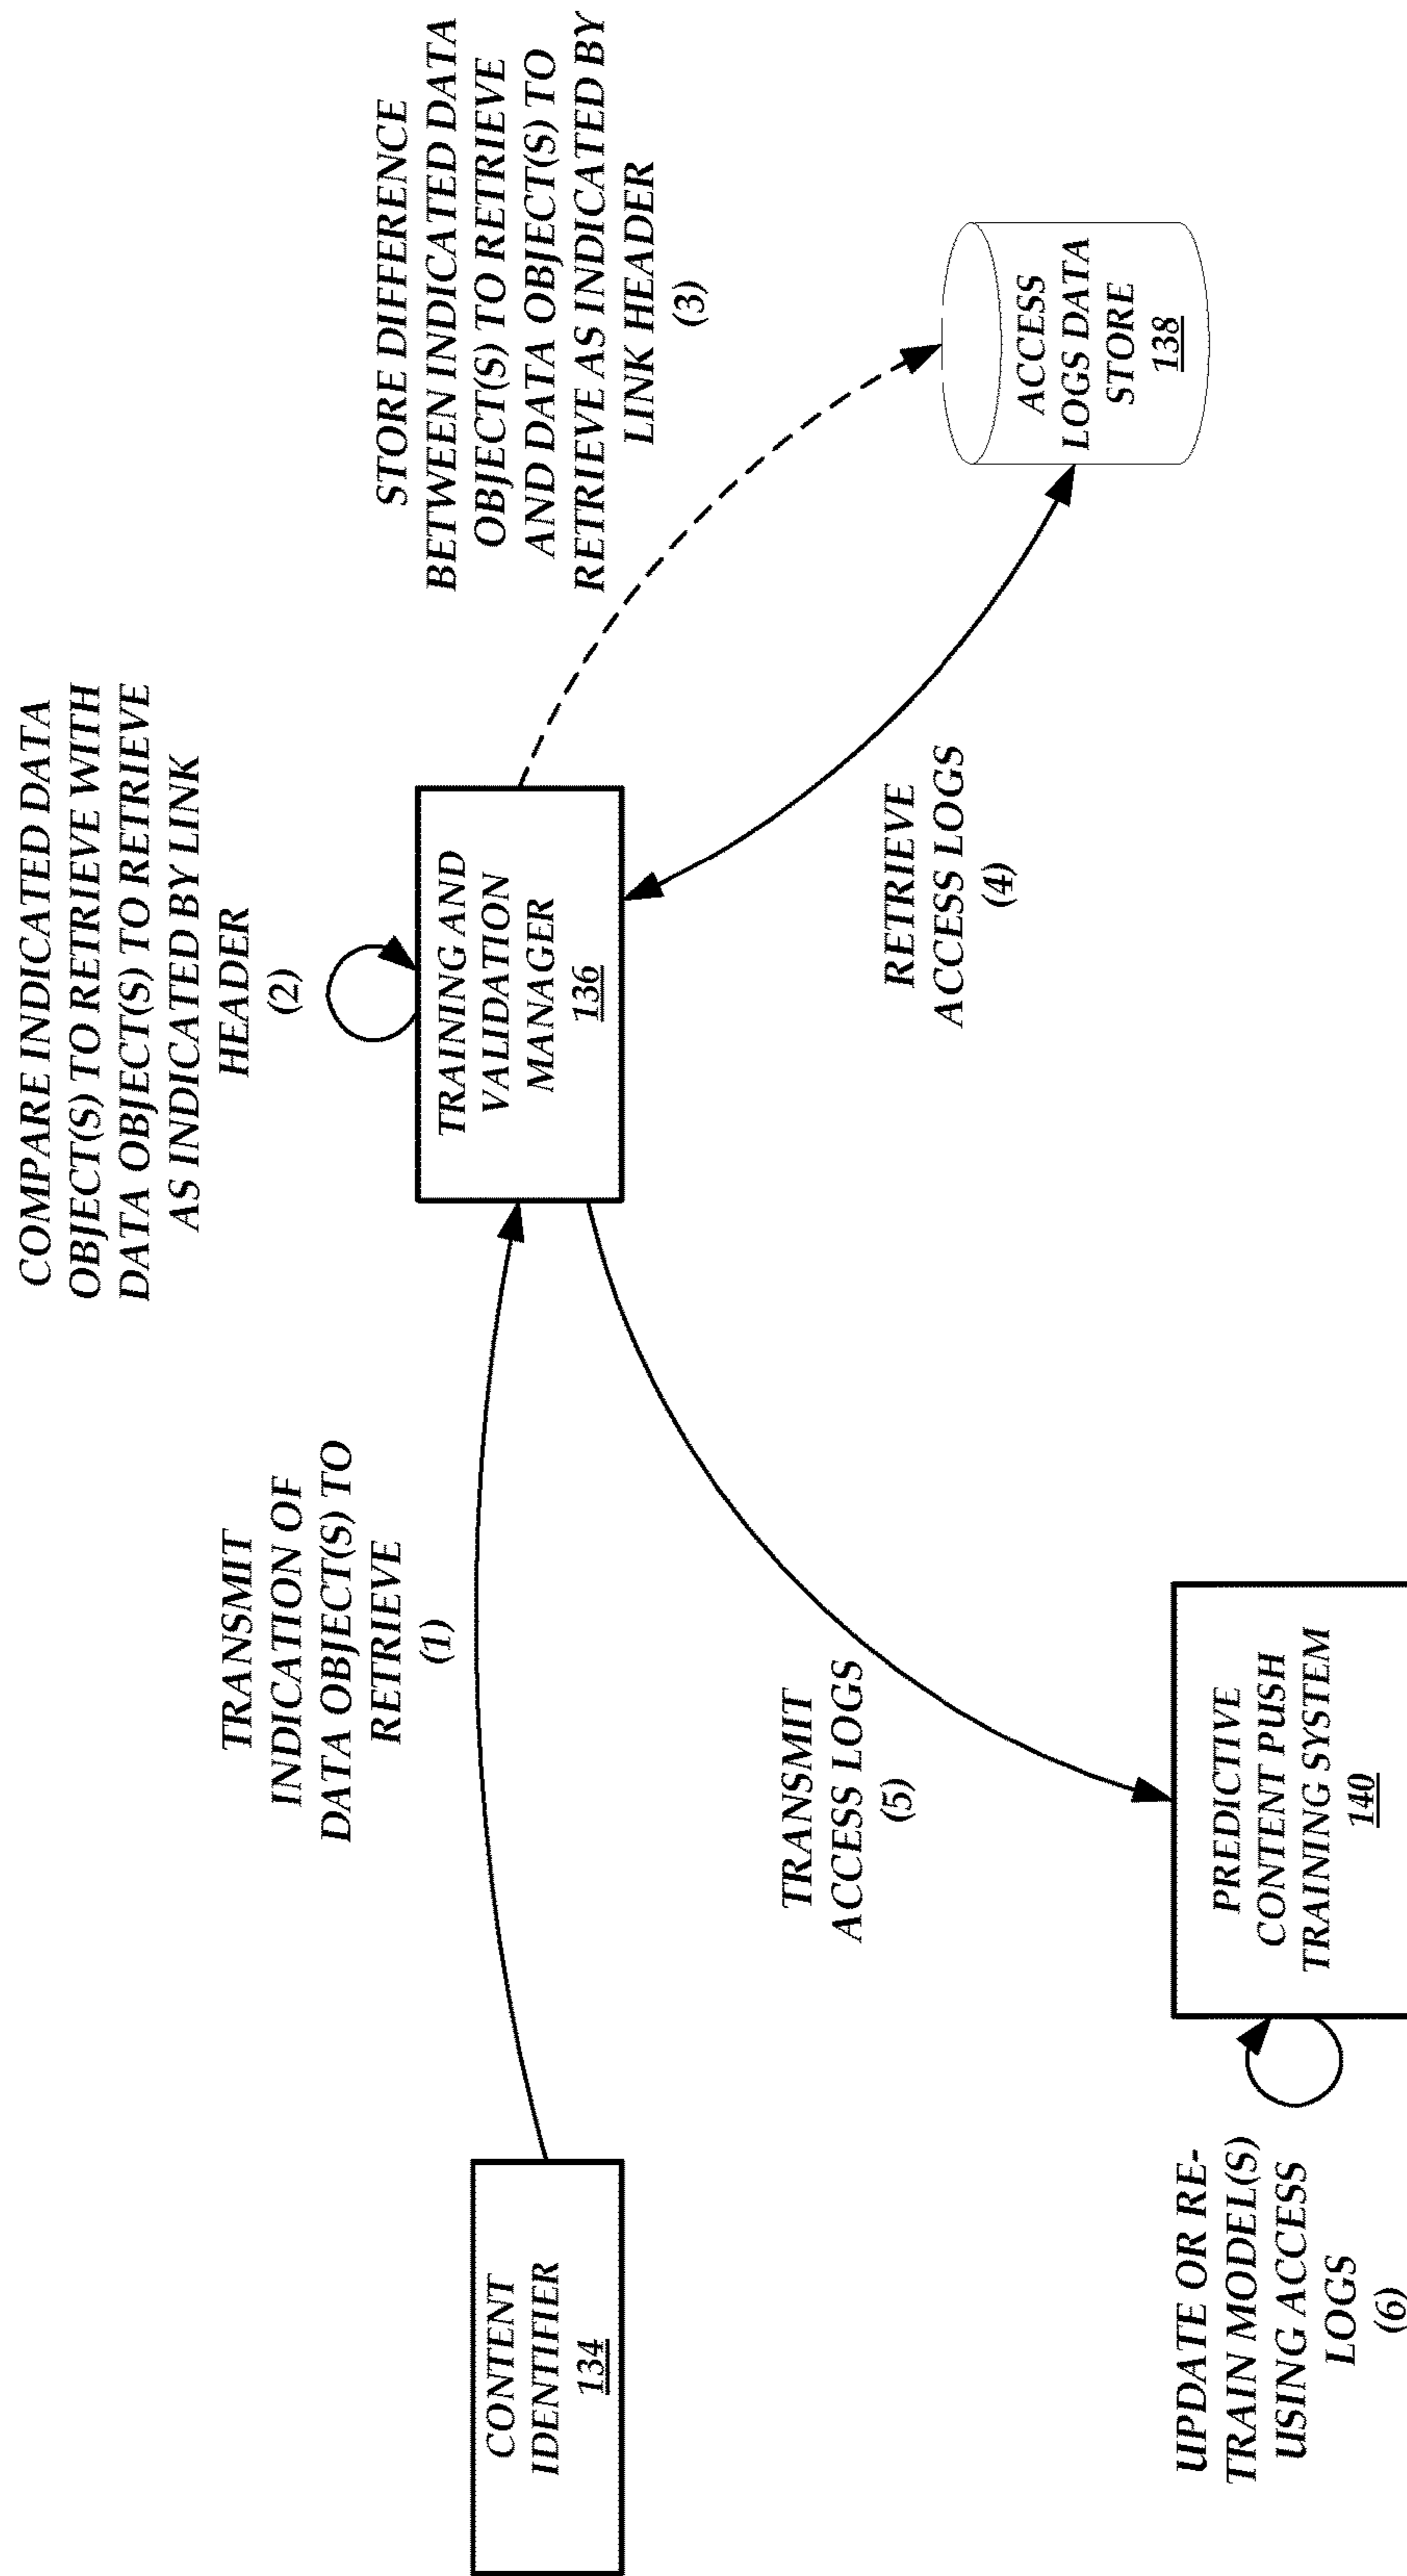 COMPARE INDICATED DATA
OBJECT(S) TO RETRIEVE WITH
DATA OBJECT(S) TO RETRIEVE
AS INDICATED BY LINK
HEADER
(2)
TRANSMIT
INDICATION OF
DATA OBJECT(S) TO
RETRIEVE
(1)
STORE DIFFERENCE
BETWEEN INDICATED DATA
OBJECT(S) TO RETRIEVE
AND DATA OBJECT(S) TO
RETRIEVE AS INDICATED BY
LINK HEADER
(3)
CONTENT
IDENTIFIER
134
TRAINING AND
VALIDATION
MANAGER
136
TRANSMIT
ACCESS LOGS
(5)
RETRIEVE
ACCESS LOGS
(4)
ACCESS
LOGS DATA
STORE
138
UPDATE OR RE-
TRAIN MODEL(S)
USING ACCESS
LOGS
(6)
PREDICTIVE
CONTENT PUSH
TRAINING SYSTEM
140